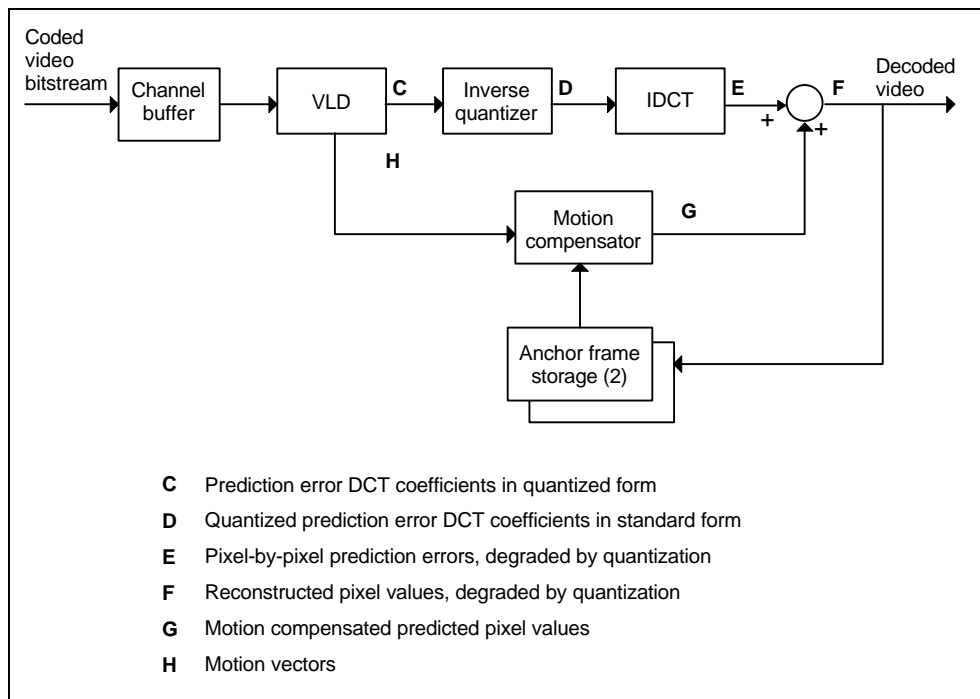 Coded
video
bitstream
Channel
buffer
VLD
C
Inverse
quantizer
D
IDCT
E
+
+
F
Decoded
video
H
Motion
compensator
G
Anchor frame
storage (2)
C Prediction error DCT coefficients in quantized form
D Quantized prediction error DCT coefficients in standard form
E Pixel-by-pixel prediction errors, degraded by quantization
F Reconstructed pixel values, degraded by quantization
G Motion compensated predicted pixel values
H Motion vectors